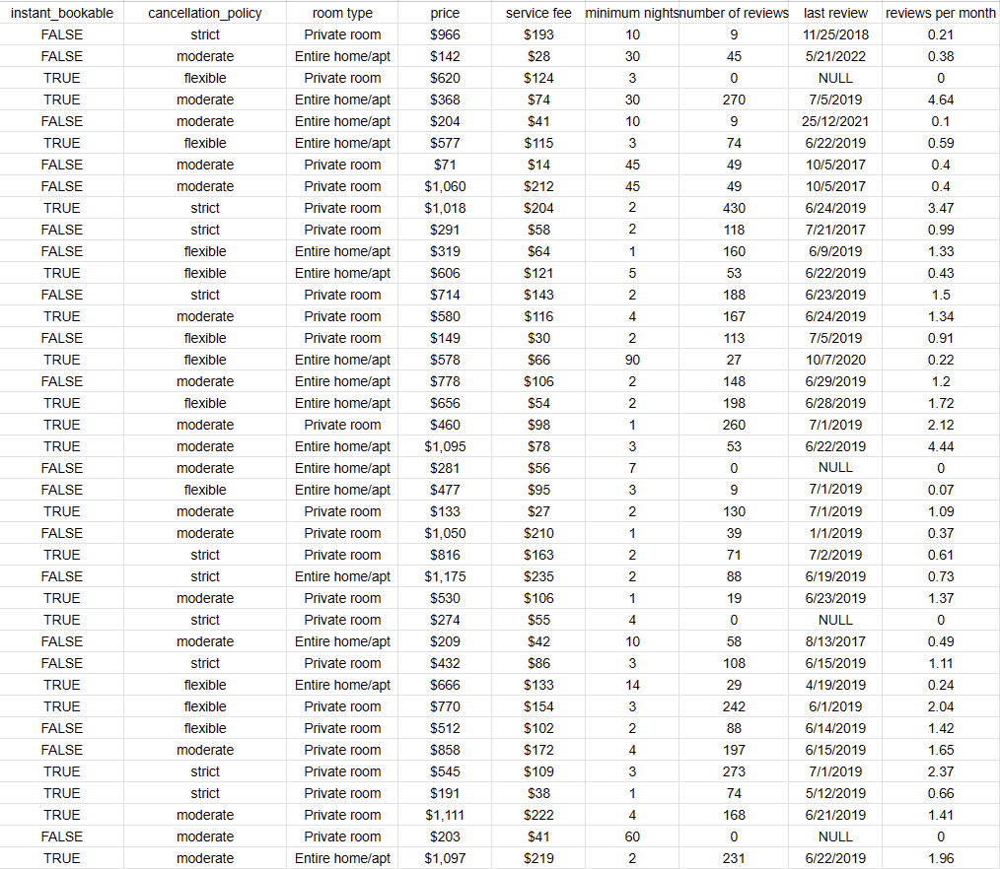 instant_bookable cancellation_policy room type price service fee minimum nights number of reviews last review reviews per month
FALSE strict Private room $966 $193 10 9 11/25/2018 0.21
FALSE moderate Entire home/apt $142 $28 30 45 5/21/2022 0.38
TRUE flexible Private room $620 $124 3 0 NULL 0
TRUE moderate Entire home/apt $368 $74 30 270 7/5/2019 4.64
FALSE moderate Entire home/apt $204 $41 10 9 25/12/2021 0.1
TRUE flexible Entire home/apt $577 $115 3 74 6/22/2019 0.59
FALSE moderate Private room $71 $14 45 49 10/5/2017 0.4
FALSE moderate Private room $1,060 $212 45 49 10/5/2017 0.4
TRUE strict Private room $1,018 $204 2 430 6/24/2019 3.47
FALSE strict Private room $291 $58 2 118 7/21/2017 0.99
FALSE flexible Entire home/apt $319 $64 1 160 6/9/2019 1.33
TRUE flexible Entire home/apt $606 $121 5 53 6/22/2019 0.43
FALSE strict Private room $714 $143 2 188 6/23/2019 1.5
TRUE moderate Private room $580 $116 4 167 6/24/2019 1.34
FALSE flexible Private room $149 $30 2 113 7/5/2019 0.91
TRUE flexible Entire home/apt $578 $66 90 27 10/7/2020 0.22
FALSE moderate Entire home/apt $778 $106 2 148 6/29/2019 1.2
TRUE flexible Entire home/apt $656 $54 2 198 6/28/2019 1.72
TRUE moderate Private room $460 $98 1 260 7/1/2019 2.12
TRUE moderate Entire home/apt $1,095 $78 3 53 6/22/2019 4.44
FALSE moderate Entire home/apt $281 $56 7 0 NULL 0
FALSE flexible Entire home/apt $477 $95 3 9 7/1/2019 0.07
TRUE moderate Private room $133 $27 2 130 7/1/2019 1.09
FALSE moderate Private room $1,050 $210 1 39 1/1/2019 0.37
TRUE strict Private room $816 $163 2 71 7/2/2019 0.61
FALSE strict Entire home/apt $1,175 $235 2 88 6/19/2019 0.73
TRUE moderate Private room $530 $106 1 19 6/23/2019 1.37
TRUE strict Private room $274 $55 4 0 NULL 0
FALSE moderate Entire home/apt $209 $42 10 58 8/13/2017 0.49
FALSE strict Private room $432 $86 3 108 6/15/2019 1.11
TRUE flexible Entire home/apt $666 $133 14 29 4/19/2019 0.24
TRUE flexible Private room $770 $154 3 242 6/1/2019 2.04
FALSE flexible Private room $512 $102 2 88 6/14/2019 1.42
FALSE moderate Private room $858 $172 4 197 6/15/2019 1.65
TRUE strict Private room $545 $109 3 273 7/1/2019 2.37
TRUE strict Private room $191 $38 1 74 5/12/2019 0.66
TRUE moderate Private room $1,111 $222 4 168 6/21/2019 1.41
FALSE moderate Private room $203 $41 60 0 NULL 0
TRUE moderate Entire home/apt $1,097 $219 2 231 6/22/2019 1.96